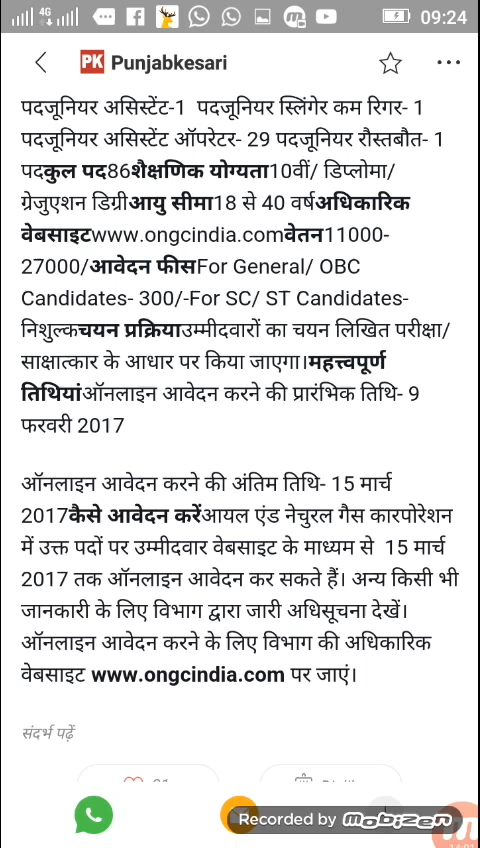 4G
09:24
PK Punjabkesari
पदजूनियर असिस्टेंट-1 पदजूनियर स्लिंगेर कम रिगर- 1
पदजूनियर असिस्टेंट ऑपरेटर- 29 पदजूनियर रौस्तबौत- 1
पदकुल पद86शैक्षणिक योग्यता10वीं/ डिप्लोमा/
ग्रेजुएशन डिग्रीआयु सीमा18 से 40 वर्षअधिकारिक
वेबसाइटwww.ongcindia.comवेतन11000-
27000/आवेदन फीसFor General/ OBC
Candidates- 300/-For SC/ ST Candidates-
निशुल्कचयन प्रक्रियाउम्मीदवारों का चयन लिखित परीक्षा/
साक्षात्कार के आधार पर किया जाएगा।महत्त्वपूर्ण
तिथियांऑनलाइन आवेदन करने की प्रारंभिक तिथि- 9
फरवरी 2017
ऑनलाइन आवेदन करने की अंतिम तिथि- 15 मार्च
2017कैसे आवेदन करेंआयल एंड नेचुरल गैस कारपोरेशन
में उक्त पदों पर उम्मीदवार वेबसाइट के माध्यम से 15 मार्च
2017 तक ऑनलाइन आवेदन कर सकते हैं। अन्य किसी भी
जानकारी के लिए विभाग द्वारा जारी अधिसूचना देखें।
ऑनलाइन आवेदन करने के लिए विभाग की अधिकारिक
वेबसाइट www.ongcindia.com पर जाएं।
संदर्भ पढ़ें
Recorded by mobizen